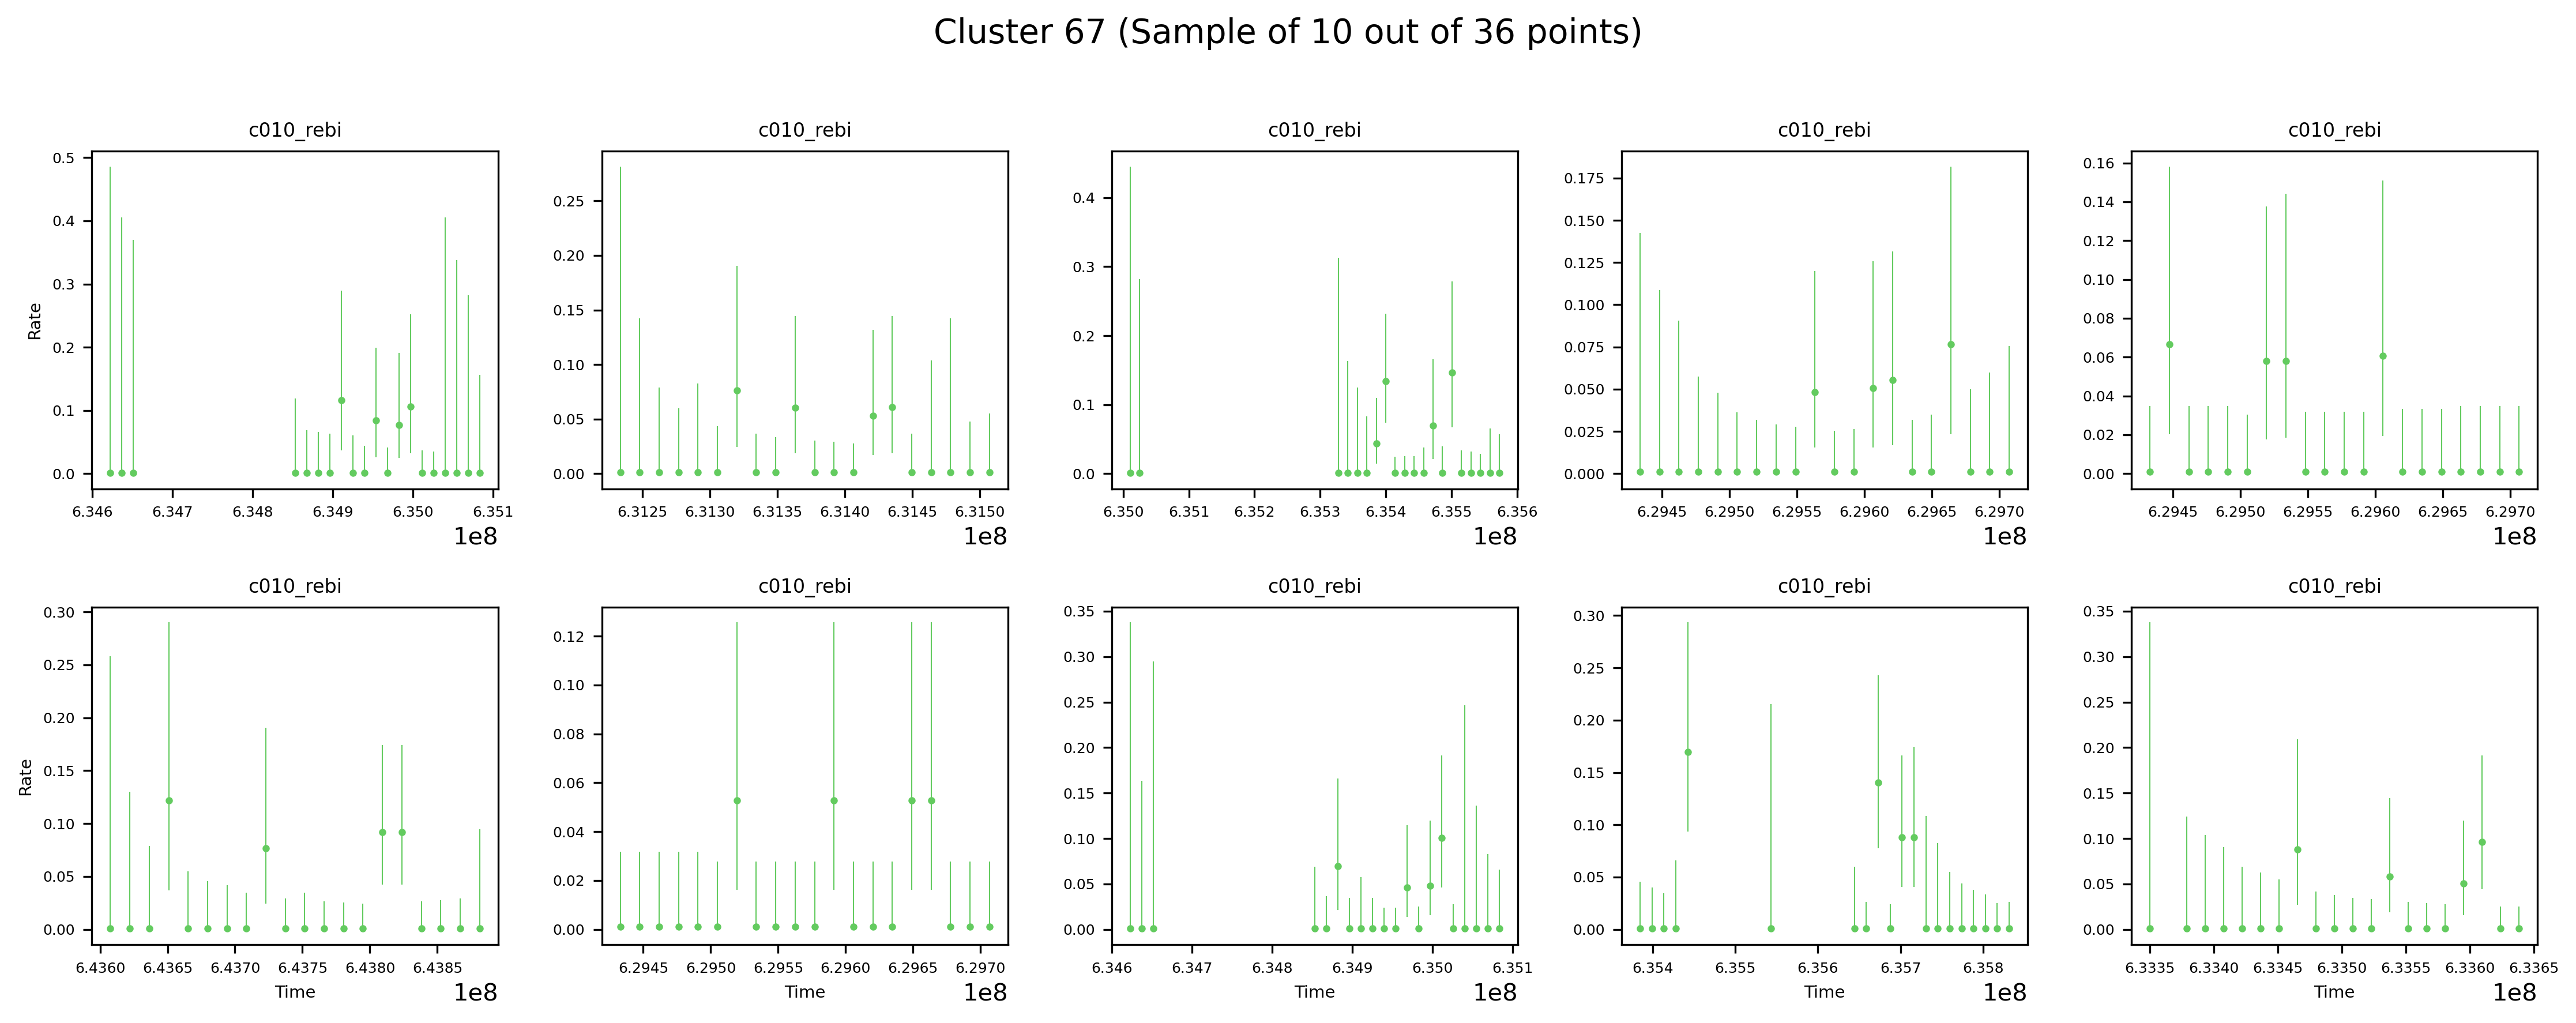 Cluster 67 (Sample of 10 out of 36 points)
c010_rebi c010_rebi c010_rebi c010_rebi c010_rebi
Rate
0.5 0.4 0.3 0.2 0.1 0.0
6.346 6.347 6.348 6.349 6.350 6.351
1e8
0.25 0.20 0.15 0.10 0.05 0.00
6.3125 6.3130 6.3135 6.3140 6.3145 6.3150
1e8
0.4 0.3 0.2 0.1 0.0
6.350 6.351 6.352 6.353 6.354 6.355 6.356
1e8
0.175 0.150 0.125 0.100 0.075 0.050 0.025 0.000
6.2945 6.2950 6.2955 6.2960 6.2965 6.2970
1e8
0.16 0.14 0.12 0.10 0.08 0.06 0.04 0.02 0.00
6.2945 6.2950 6.2955 6.2960 6.2965 6.2970
1e8
c010_rebi c010_rebi c010_rebi c010_rebi c010_rebi
Rate
0.30 0.25 0.20 0.15 0.10 0.05 0.00
6.4360 6.4365 6.4370 6.4375 6.4380 6.4385
Time 1e8
0.12 0.10 0.08 0.06 0.04 0.02 0.00
6.2945 6.2950 6.2955 6.2960 6.2965 6.2970
Time 1e8
0.35 0.30 0.25 0.20 0.15 0.10 0.05 0.00
6.346 6.347 6.348 6.349 6.350 6.351
Time 1e8
0.30 0.25 0.20 0.15 0.10 0.05 0.00
6.354 6.355 6.356 6.357 6.358
Time 1e8
0.35 0.30 0.25 0.20 0.15 0.10 0.05 0.00
6.3335 6.3340 6.3345 6.3350 6.3355 6.3360 6.3365
Time 1e8